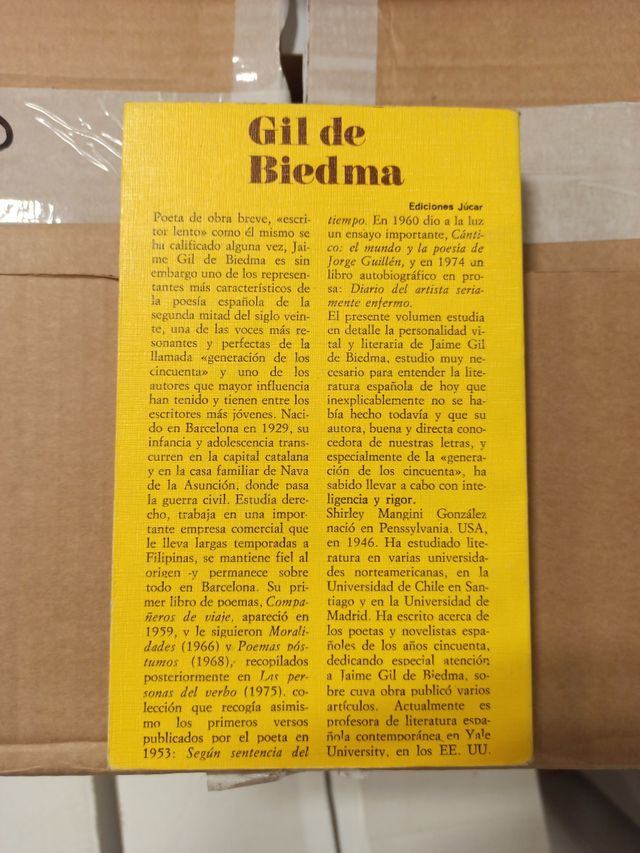 Gil de
Biedma
Ediciones Júcar
Poeta de obra breve, «escri-
tor lento» como él mismo se
ha calificado alguna vez, Jai-
me Gil de Biedma es sin
embargo uno de los represen-
tantes más característicos de
la poesía española de la
segunda mitad del siglo vein-
te, una de las voces más re-
sonantes y perfectas de la
llamada «generación de los
cincuenta» y uno de los
autores que mayor influencia
han tenido y tienen entre los
escritores más jóvenes. Naci-
do en Barcelona en 1929, su
infancia y adolescencia trans-
curren en la capital catalana
y en la casa familiar de Nava
de la Asunción, donde pasa
la guerra civil. Estudia dere-
cho, trabaja en una impor-
tante empresa comercial que
le lleva largas temporadas a
Filipinas, se mantiene fiel al
origen -y permanece sobre
todo en Barcelona. Su pri-
mer libro de poemas, Compa-
ñeros de viaje, apareció en
1959, y le siguieron Morali-
dades (1966) y Poemas pós-
tumos (1968), recopilados
posteriormente en Las per-
sonas del verbo (1975). co-
lección que recogía asimis-
mo los primeros versos
publicados por el poeta en
1953: Según sentencia del
tiempo. En 1960 dio a la luz
un ensayo importante, Cánti-
co: el mundo y la poesía de
Jorge Guillén, y en 1974 un
libro autobiográfico en pro-
sa: Diario del artista seria-
mente enfermo.
El presente volumen estudia
en detalle la personalidad vi-
tal y literaria de Jaime Gil
de Biedma, estudio muy ne-
cesario para entender la lite-
ratura española de hoy que
inexplicablemente no se ha-
bía hecho todavía y que su
autora, buena y directa cono-
cedora de nuestras letras, y
especialmente de la «genera-
ción de los cincuenta», ha
sabido llevar a cabo con inte-
ligencia y rigor.
Shirley Mangini González
nació en Penssylvania. USA,
en 1946. Ha estudiado lite-
ratura en varias universida-
des norteamericanas, en la
Universidad de Chile en San-
tiago y en la Universidad de
Madrid. Ha escrito acerca de
los poetas y novelistas espa-
ñoles de los años cincuenta,
dedicando especial atención
a Jaime Gil de Biedma, so-
bre cuya obra publicó varios
artículos. Actualmente es
profesora de literatura espa-
ñola contemporánea en Yale
University, en los EE. UU.